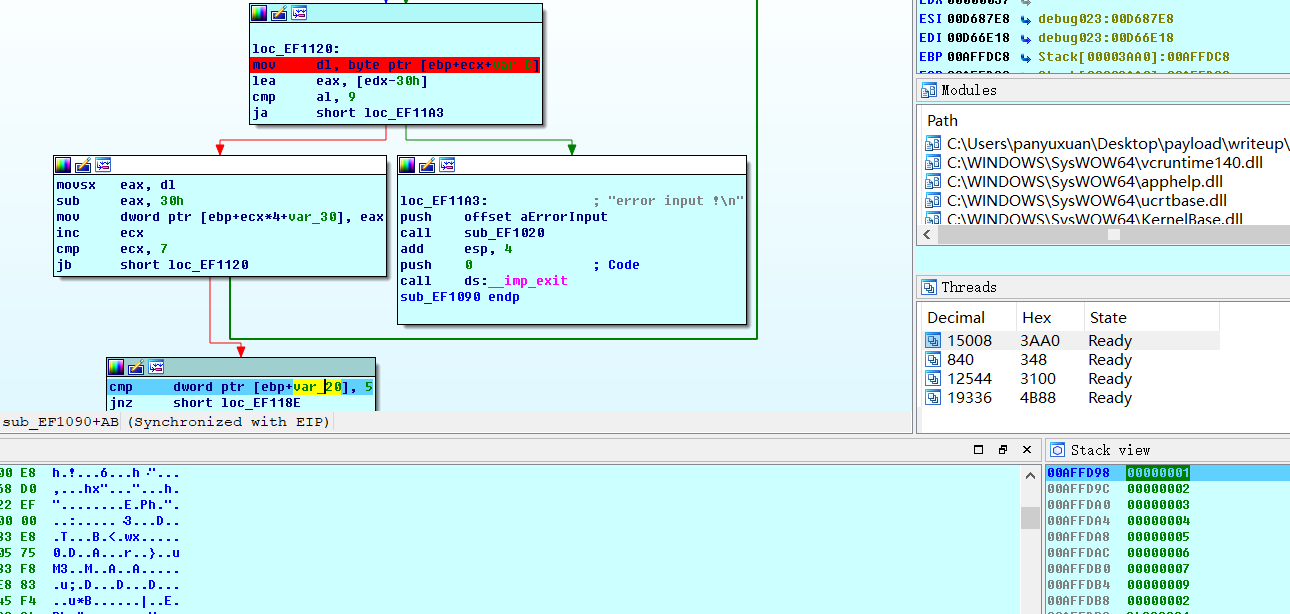 loc_EF1120:
mov dl, byte ptr [ebp+ecx+var_C]
lea eax, [edx-30h]
cmp al, 9
ja short loc_EF11A3
movsx eax, dl
sub eax, 30h
mov dword ptr [ebp+ecx*4+var_30], eax
inc ecx
cmp ecx, 7
jb short loc_EF1120
loc_EF11A3: ; "error input !\n"
push offset aErrorInput
call sub_EF1020
add esp, 4
push 0 ; Code
call ds:__imp_exit
sub_EF1090 endp
cmp dword ptr [ebp+var_20], 5
jnz short loc_EF118E
sub_EF1090+AB (Synchronized with EIP)
ESI 00D687E8 debug023:00D687E8
EDI 00D66E18 debug023:00D66E18
EBP 00AFFDC8 Stack[00003AA0]:00AFFDC8
Modules
Path
C:\Users\panyuxuan\Desktop\payload\writeup\
C:\WINDOWS\SysWOW64\vcruntime140.dll
C:\WINDOWS\SysWOW64\apphelp.dll
C:\WINDOWS\SysWOW64\ucrtbase.dll
C:\WINDOWS\SysWOW64\KernelBase.dll
Threads
Decimal Hex State
15008 3AA0 Ready
840 348 Ready
12544 3100 Ready
19336 4B88 Ready
00 E8 h.!...6...h."...
68 D0 ,...hx"..."...h.
22 EF "........E.Ph.".
00 00 ..:.....3...D..
33 E8 .T...B.<.wx.....
05 75 0.D..A...r..}..u
33 F8 M3..M..A..A.....
E8 83 .u;.D...D...D...
45 F4 ..u*B......|..E.
Stack view
00AFFD98 00000001
00AFFD9C 00000002
00AFFDA0 00000003
00AFFDA4 00000004
00AFFDA8 00000005
00AFFDAC 00000006
00AFFDB0 00000007
00AFFDB4 00000009
00AFFDB8 00000002